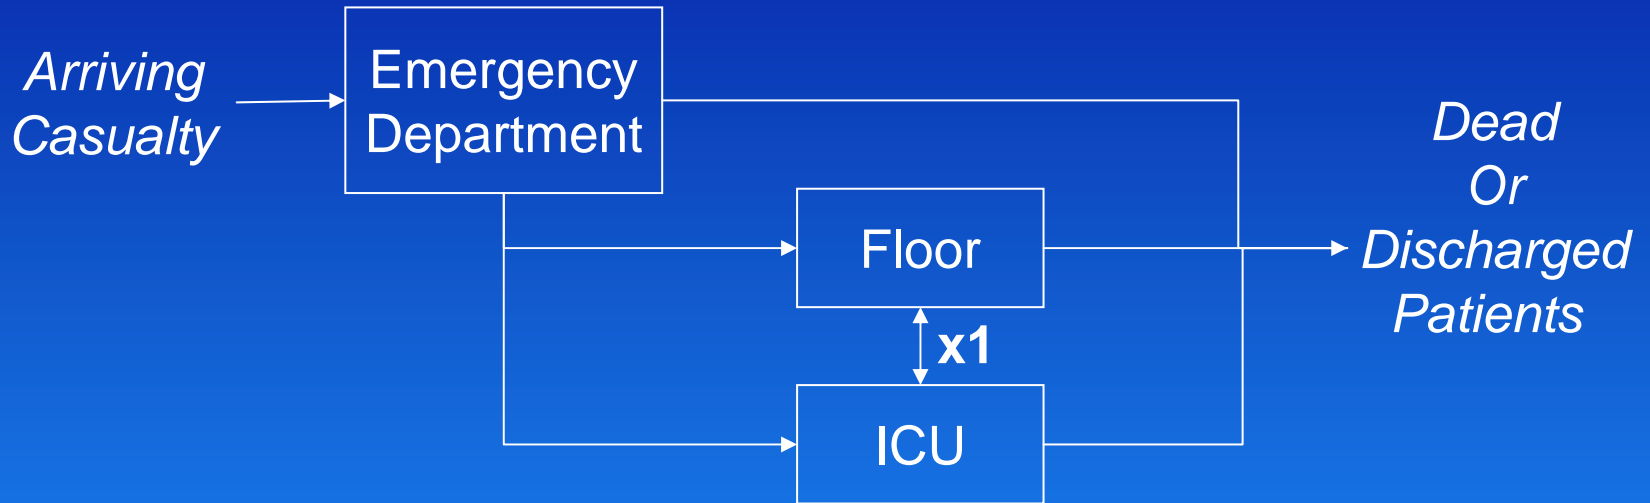 Arriving
Casualty
Emergency
Department
Floor
x1
ICU
Dead
Or
Discharged
Patients